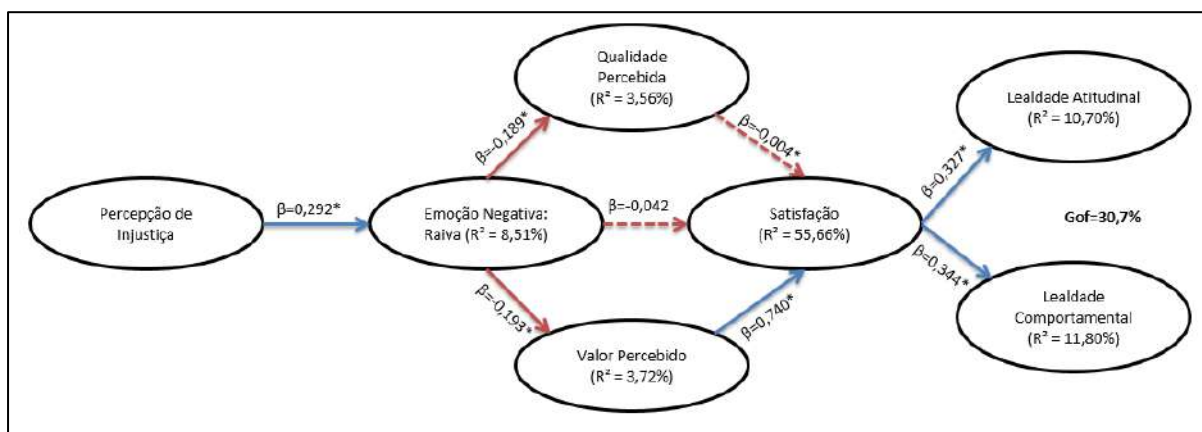 Qualidade
Percebida
(R² = 3,56%)
Lealdade Atitudinal
(R² = 10,70%)
β=-0,189*
β=-0,004*
β=0,327*
Percepção de
Injustiça
β=0,292*
Emoção Negativa:
Raiva (R² = 8,51%)
β=-0,042
Satisfação
(R² = 55,66%)
Gof=30,7%
β=-0,193*
β=0,740*
β=0,344*
Valor Percebido
(R² = 3,72%)
Lealdade
Comportamental
(R² = 11,80%)